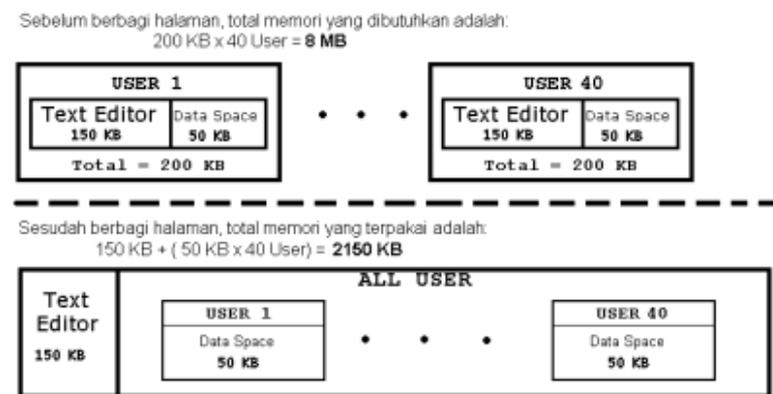 Sebelum berbagi halaman, total memori yang dibutuhkan adalah:
200 KB x 40 User = 8 MB
USER 1
Text Editor
150 KB
Data Space
50 KB
Total = 200 KB
USER 40
Text Editor
150 KB
Data Space
50 KB
Total = 200 KB
Sesudah berbagi halaman, total memori yang terpakai adalah:
150 KB + ( 50 KB x 40 User) = 2150 KB
ALL USER
Text
Editor
150 KB
USER 1
Data Space
50 KB
USER 40
Data Space
50 KB